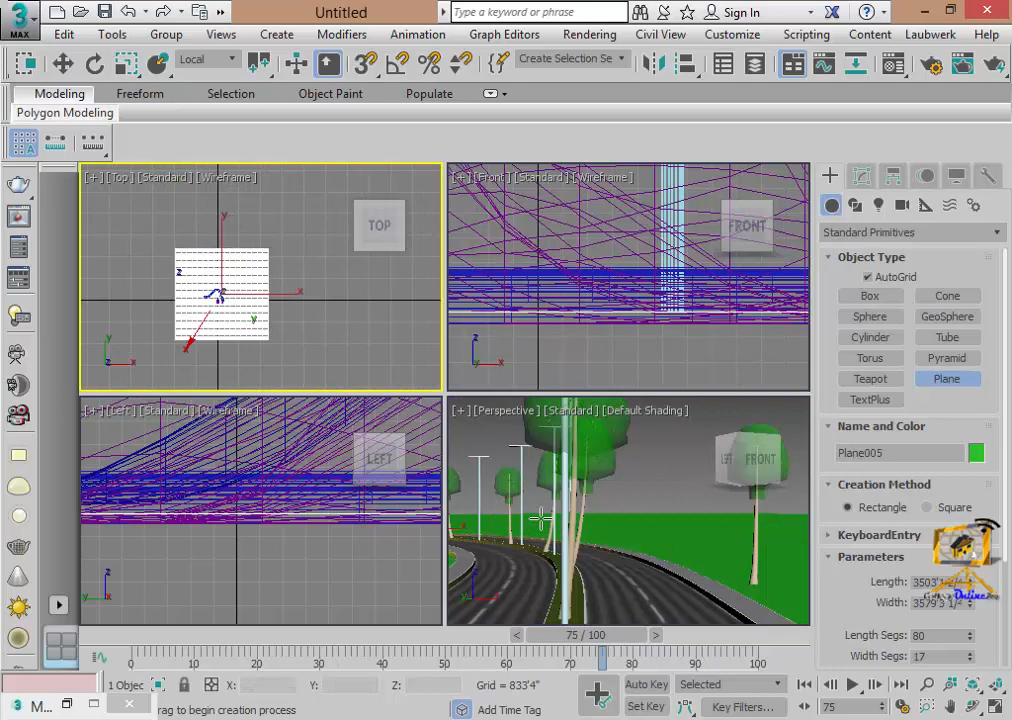 Untitled
Type a keyword or phrase
Sign In
MAX
Edit Tools Group Views Create Modifiers Animation Graph Editors Rendering Civil View Customize Scripting Content Laubwerk Help
Local
Create Selection Se
Modeling Freeform Selection Object Paint Populate
Polygon Modeling
[+] [Top] [Standard] [Wireframe]
TOP
y
x
z
y
x
y
z
x
[+] [Front] [Standard] [Wireframe]
FRONT
z
y
x
[+] [Left] [Standard] [Wireframe]
LEFT
z
y
x
[+] [Perspective] [Standard] [Default Shading]
FRONT
x
z
y
x
Standard Primitives
Object Type
AutoGrid
Box Cone
Sphere GeoSphere
Cylinder Tube
Torus Pyramid
Teapot Plane
TextPlus
Name and Color
Plane005
Creation Method
Rectangle Square
KeyboardEntry
Parameters
Length:
Width: 3579'3 1/4"
Length Segs: 80
Width Segs: 17
< 75 / 100 >
0 10 20 30 40 50 60 70 80 90 100
1 Objec X: Y: Z: Grid = 833'4"
Auto Key Selected
M... rag to begin creation process Add Time Tag
Set Key Key Filters...
75
Online